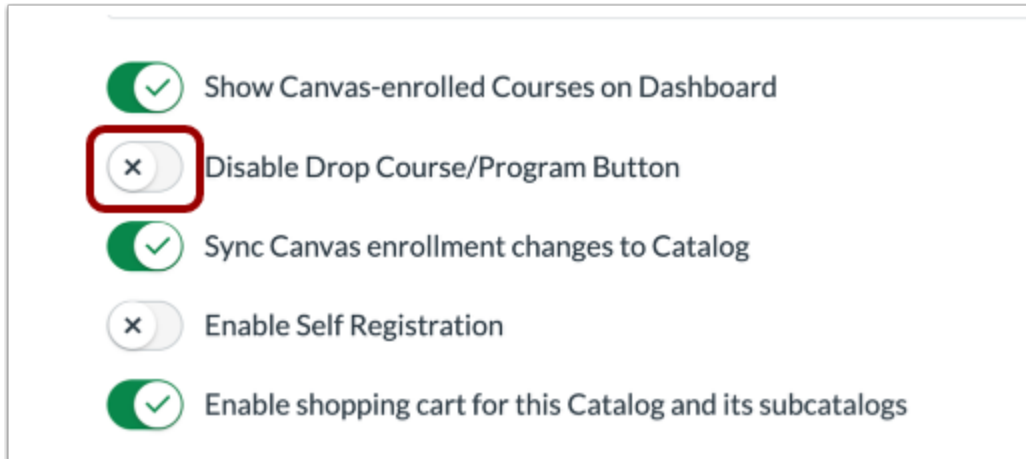 Show Canvas-enrolled Courses on Dashboard
Disable Drop Course/Program Button
Sync Canvas enrollment changes to Catalog
Enable Self Registration
Enable shopping cart for this Catalog and its subcatalogs